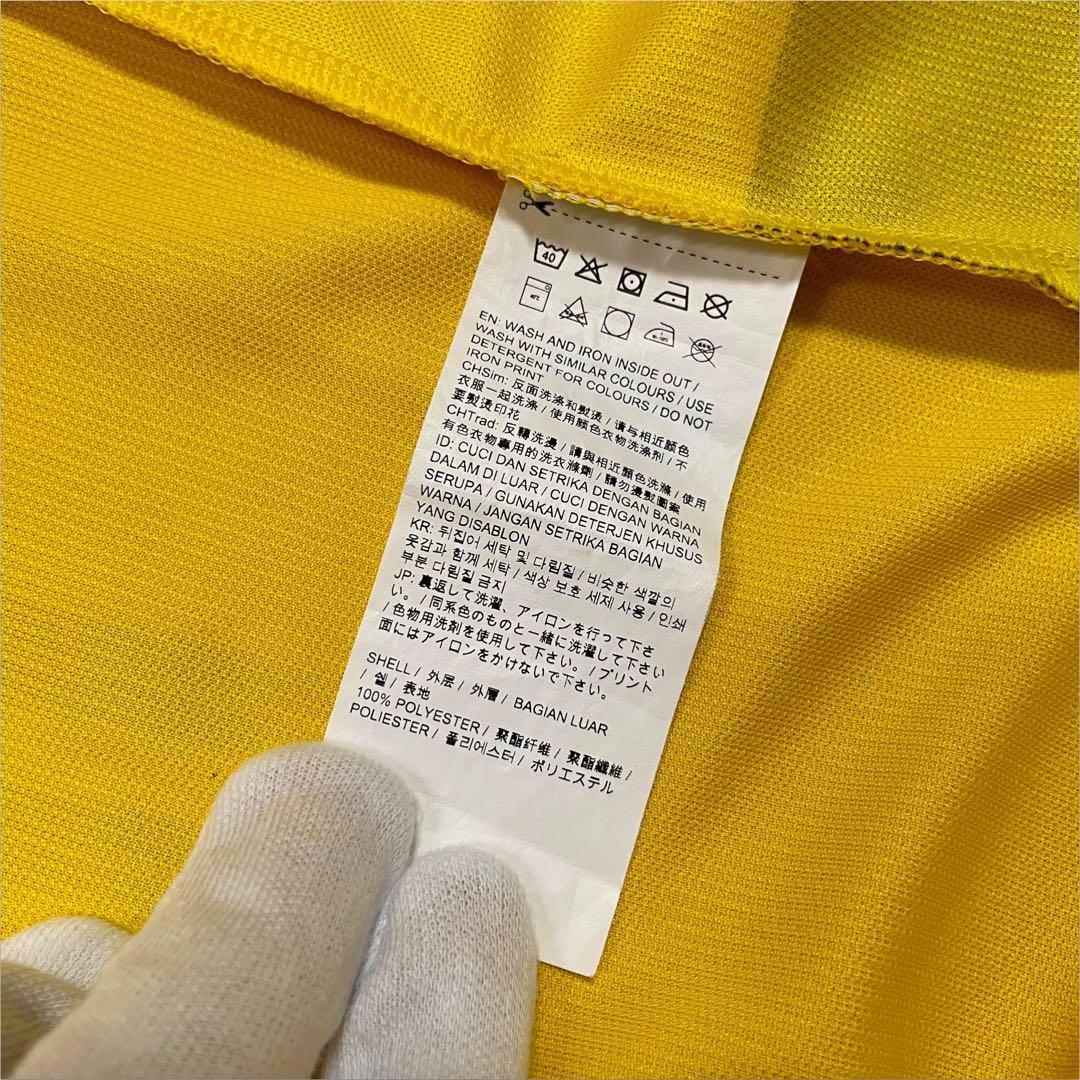 40
EN: WASH AND IRON INSIDE OUT /
WASH WITH SIMILAR COLOURS / USE
DETERGENT FOR COLOURS / DO NOT
IRON PRINT
CHSim: 反面洗涤和熨烫 / 请与相近颜色
衣服一起洗涤 / 使用颜色衣物洗涤剂 / 不
要熨烫印花
CHTrad: 反轉洗燙 / 請與相近顏色洗滌 / 使用
有色衣物專用的洗衣滌劑 / 請勿燙熨圖案
ID: CUCI DAN SETRIKA DENGAN BAGIAN
DALAM DI LUAR / CUCI DENGAN WARNA
SERUPA / GUNAKAN DETERJEN KHUSUS
WARNA / JANGAN SETRIKA BAGIAN
YANG DISABLON
KR: 뒤집어 세탁 및 다림질 / 비슷한 색깔의
옷감과 함께 세탁 / 색상 보호 세제 사용 / 인쇄
부분 다림질 금지
JP: 裏返して洗濯、アイロンを行って下さ
い。 / 同系色のものと一緒に洗濯して下さい
/ 色物用洗剤を使用して下さい。 / プリント
面にはアイロンをかけないで下さい。
SHELL / 外层 / 外層 / BAGIAN LUAR
/ 쉘 / 表地
100% POLYESTER / 聚酯纤维 / 聚酯纖維 /
POLIESTER / 폴리에스터 / ポリエステル